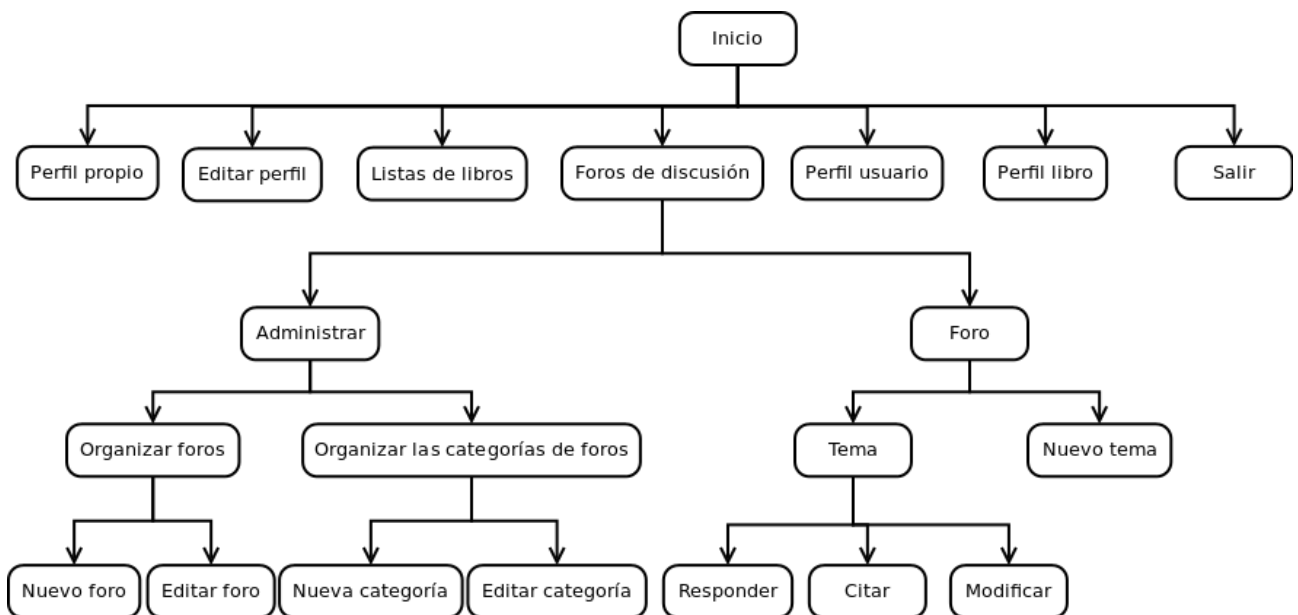 Inicio
Perfil propio
Editar perfil
Listas de libros
Foros de discusión
Perfil usuario
Perfil libro
Salir
Administrar
Foro
Organizar foros
Organizar las categorías de foros
Tema
Nuevo tema
Nuevo foro
Editar foro
Nueva categoría
Editar categoría
Responder
Citar
Modificar